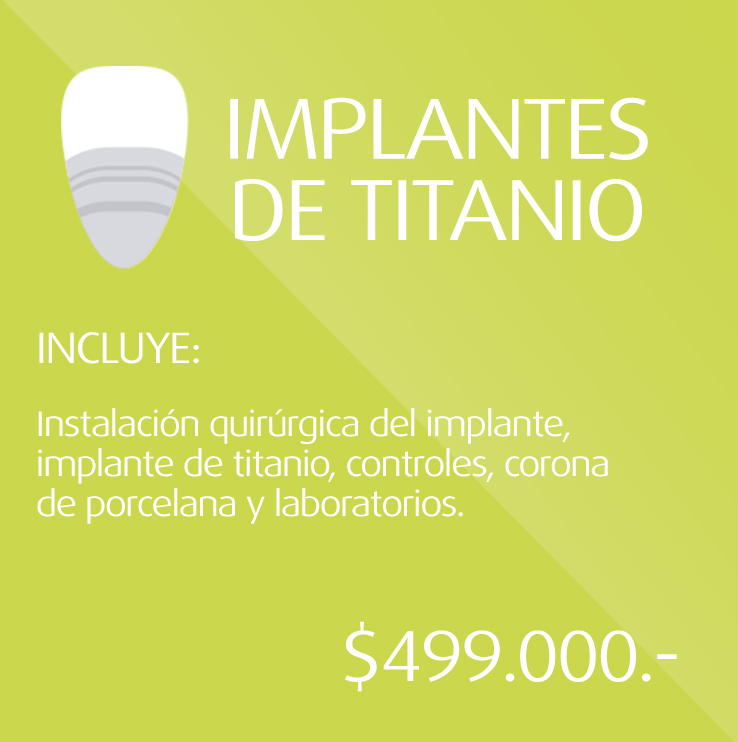 IMPLANTES
DE TITANIO
INCLUYE:
Instalación quirúrgica del implante,
implante de titanio, controles, corona
de porcelana y laboratorios.
$499.000.-